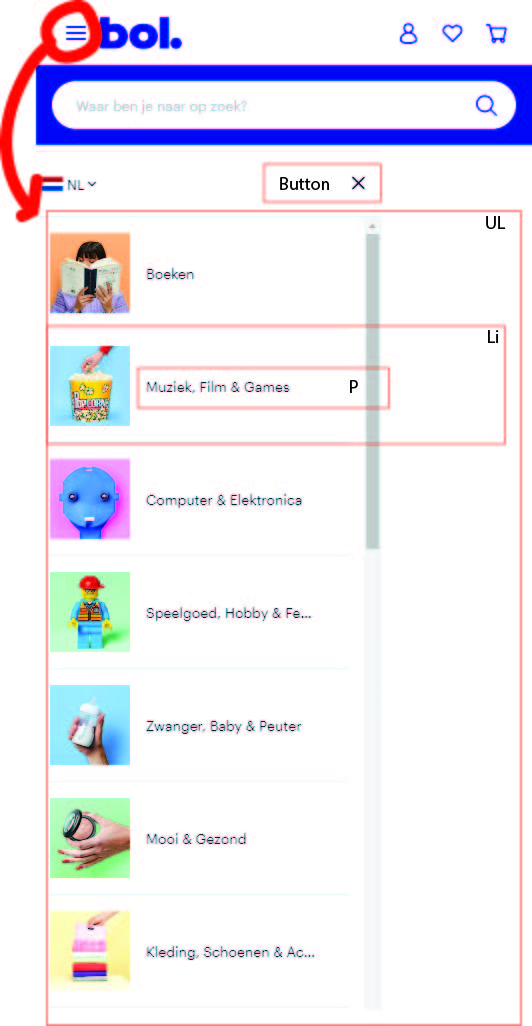 bol.
Waar ben je naar op zoek?
NL
Button
UL
Boeken
Li
POPCORN
Muziek, Film & Games
P
Computer & Elektronica
Speelgoed, Hobby & Fe...
Zwanger, Baby & Peuter
Mooi & Gezond
Kleding, Schoenen & Ac...